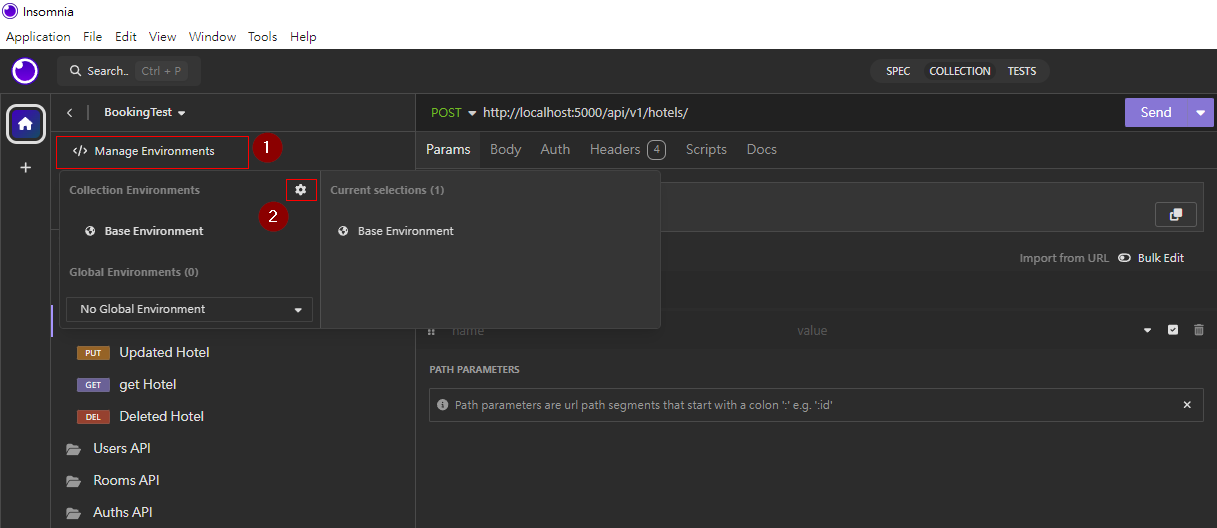 Insomnia
Application File Edit View Window Tools Help
Search.. Ctrl + P SPEC COLLECTION TESTS
BookingTest POST http://localhost:5000/api/v1/hotels/ Send
Manage Environments 1 Params Body Auth Headers 4 Scripts Docs
Collection Environments Current selections (1)
2
Base Environment Base Environment
Import from URL Bulk Edit
Global Environments (0)
No Global Environment
name value
PUT Updated Hotel
PATH PARAMETERS
GET get Hotel
Path parameters are url path segments that start with a colon ':' e.g. ':id'
DEL Deleted Hotel
Users API
Rooms API
Auths API